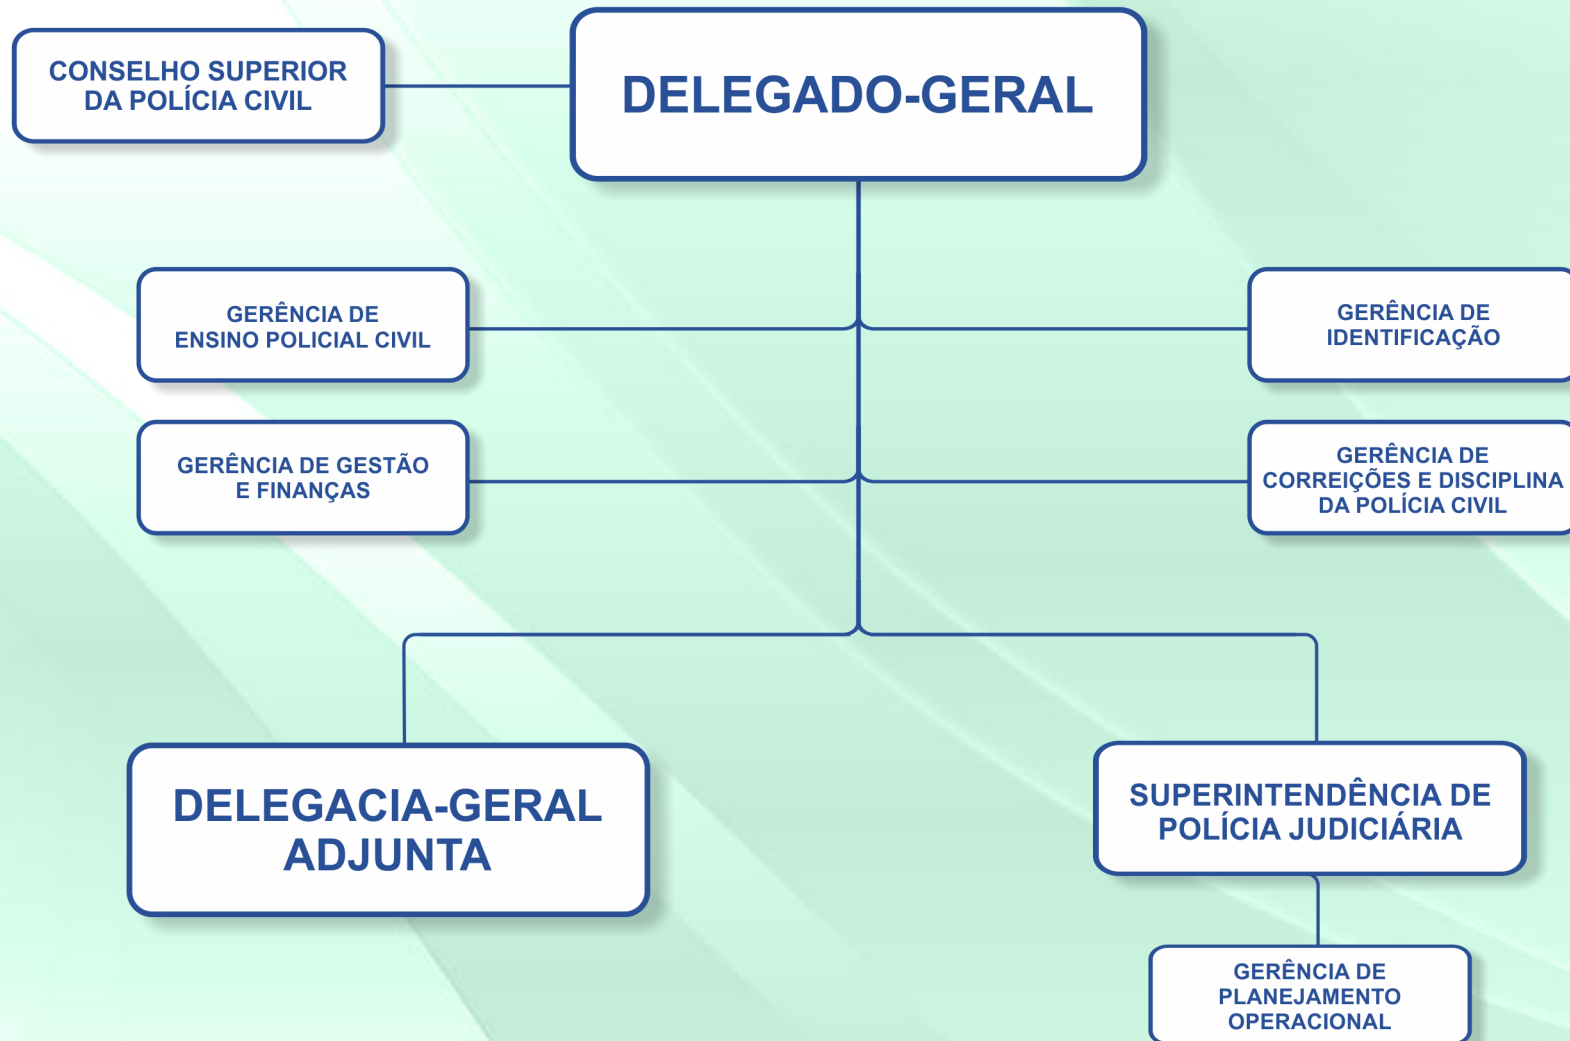 CONSELHO SUPERIOR
DA POLÍCIA CIVIL
DELEGADO-GERAL
GERÊNCIA DE
ENSINO POLICIAL CIVIL
GERÊNCIA DE
IDENTIFICAÇÃO
GERÊNCIA DE GESTÃO
E FINANÇAS
GERÊNCIA DE
CORREIÇÕES E DISCIPLINA
DA POLÍCIA CIVIL
DELEGACIA-GERAL
ADJUNTA
SUPERINTENDÊNCIA DE
POLÍCIA JUDICIÁRIA
GERÊNCIA DE
PLANEJAMENTO
OPERACIONAL